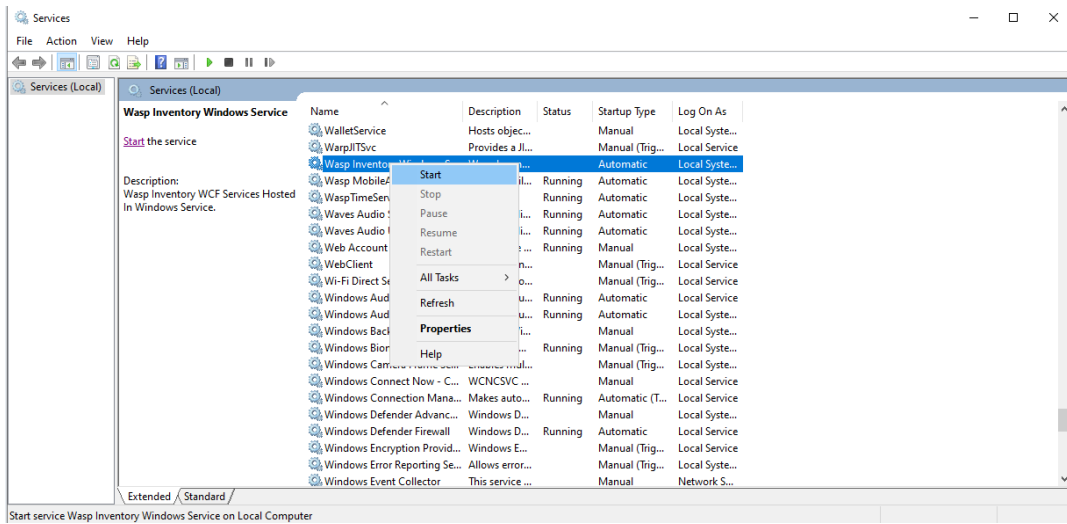 Services
File Action View Help
Services (Local)
Services (Local)
Wasp Inventory Windows Service
Start the service
Description:
Wasp Inventory WCF Services Hosted
In Windows Service.
Name Description Status Startup Type Log On As
WalletService Hosts objec... Manual Local Syste...
WarpJITSvc Provides a JI... Manual (Trig... Local Service
Wasp Inventory Automatic Local Syste...
Wasp MobileA Running Automatic Local Syste...
WaspTimeServ Running Automatic Local Syste...
Waves Audio Running Automatic Local Syste...
Waves Audio Running Automatic Local Syste...
Web Account Running Manual Local Syste...
WebClient Manual (Trig... Local Service
Wi-Fi Direct Se Manual (Trig... Local Service
Windows Aud Running Automatic Local Service
Windows Aud Running Automatic Local Syste...
Windows Back Manual Local Syste...
Windows Bion Running Manual (Trig... Local Syste...
Windows Manual (Trig... Local Syste...
Windows Connect Now - C... WCNCSVC ... Manual Local Service
Windows Connection Mana... Makes auto... Running Automatic (T... Local Service
Windows Defender Advanc... Windows D... Manual Local Syste...
Windows Defender Firewall Windows D... Running Automatic Local Service
Windows Encryption Provid... Windows E... Manual (Trig... Local Service
Windows Error Reporting Se... Allows error... Manual (Trig... Local Syste...
Windows Event Collector This service ... Manual Network S...
Start
Stop
Pause
Resume
Restart
All Tasks
Refresh
Properties
Help
Extended Standard
Start service Wasp Inventory Windows Service on Local Computer